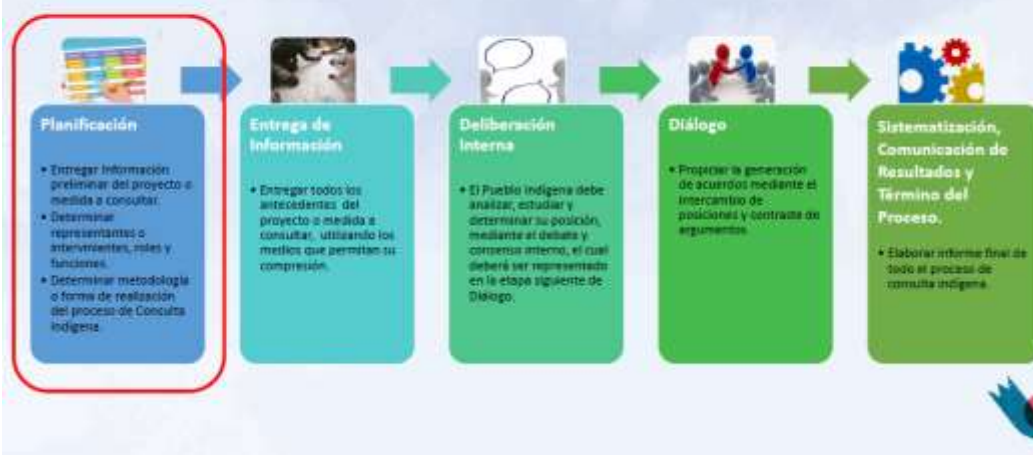 Planificación
• Entregar Información
preliminar del proyecto o
medida a consultar.
• Determinar
representantes o
intervinientes, roles y
funciones.
• Determinar metodología
o forma de realización
del proceso de Consulta
Indígena.
Entrega de
Información
• Entregar todos los
antecedentes del
proyecto o medida a
consultar, utilizando los
medios que permitan su
compresión.
Deliberación
Interna
• El Pueblo Indígena debe
analizar, estudiar y
determinar su posición,
mediante el debate y
consenso interno, el cual
deberá ser representado
en la etapa siguiente de
Diálogo.
Diálogo
• Propiciar la generación
de acuerdos mediante el
intercambio de
posiciones y contraste de
argumentos.
Sistematización,
Comunicación de
Resultados y
Término del
Proceso.
• Elaborar informe final de
todo el proceso de
consulta indígena.